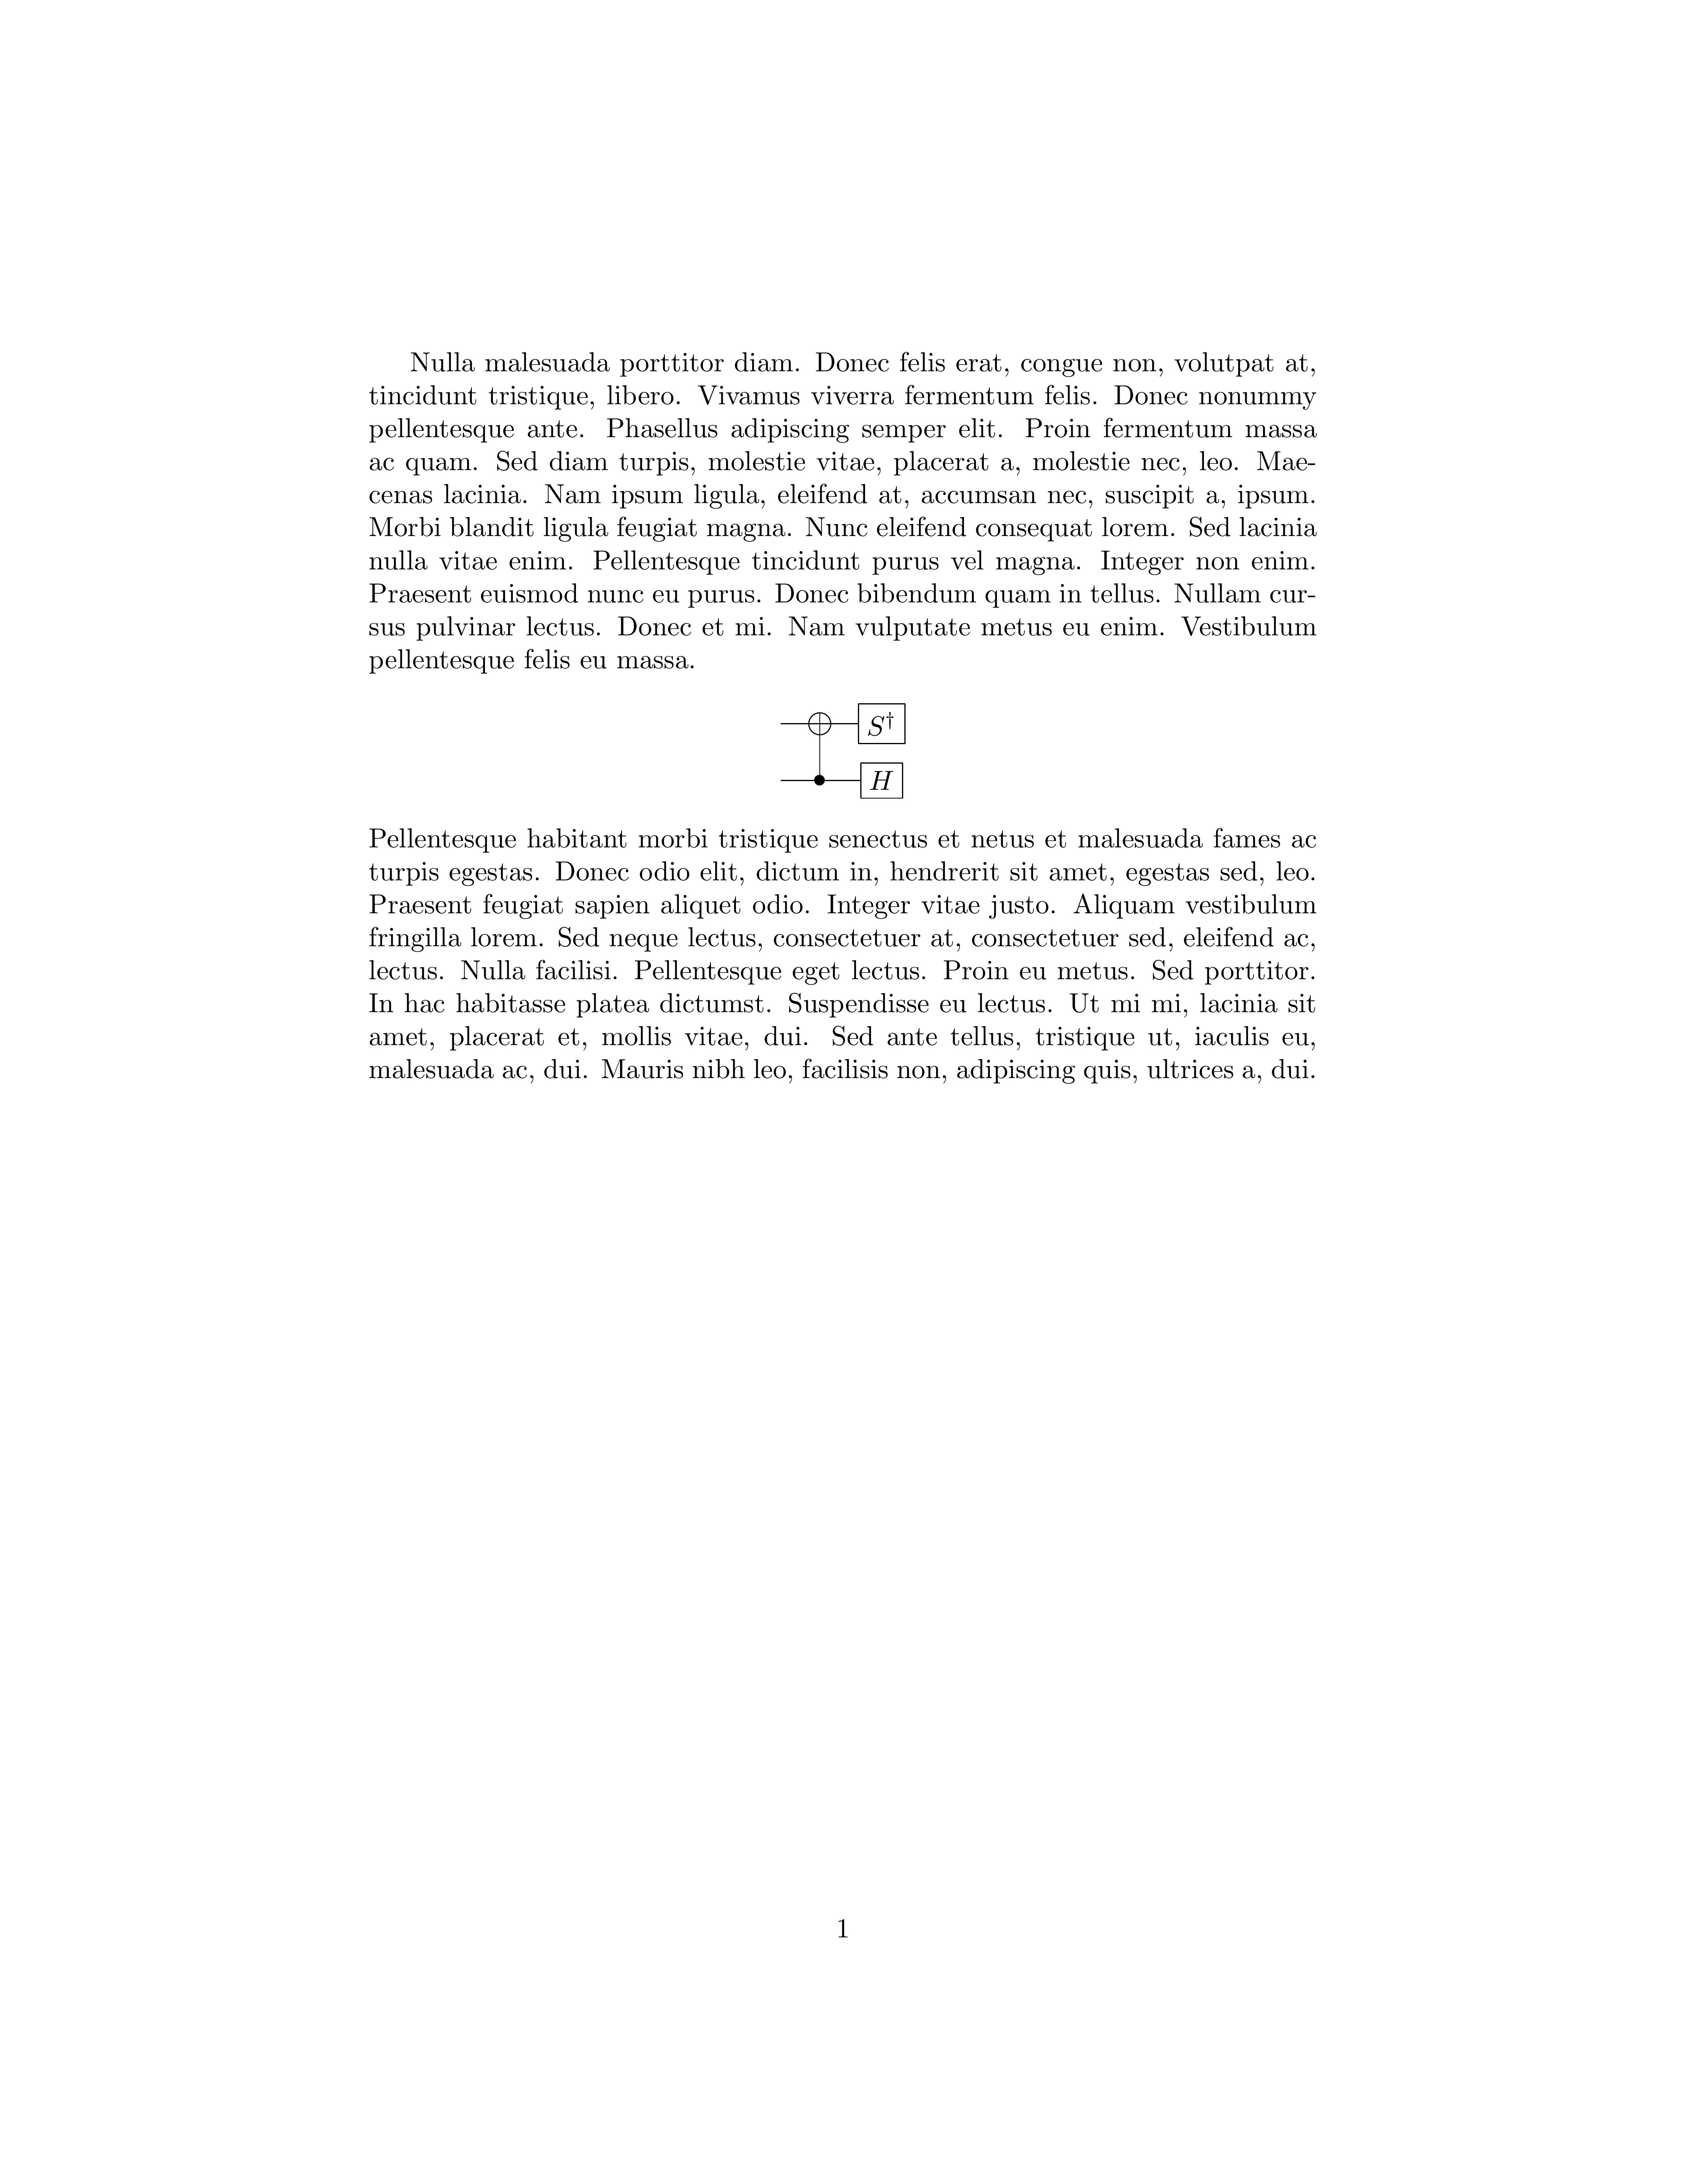 Nulla malesuada porttitor diam. Donec felis erat, congue non, volutpat at,
tincidunt tristique, libero. Vivamus viverra fermentum felis. Donec nonummy
pellentesque ante. Phasellus adipiscing semper elit. Proin fermentum massa
ac quam. Sed diam turpis, molestie vitae, placerat a, molestie nec, leo. Mae-
cenas lacinia. Nam ipsum ligula, eleifend at, accumsan nec, suscipit a, ipsum.
Morbi blandit ligula feugiat magna. Nunc eleifend consequat lorem. Sed lacinia
nulla vitae enim. Pellentesque tincidunt purus vel magna. Integer non enim.
Praesent euismod nunc eu purus. Donec bibendum quam in tellus. Nullam cur-
sus pulvinar lectus. Donec et mi. Nam vulputate metus eu enim. Vestibulum
pellentesque felis eu massa.
S†
H
Pellentesque habitant morbi tristique senectus et netus et malesuada fames ac
turpis egestas. Donec odio elit, dictum in, hendrerit sit amet, egestas sed, leo.
Praesent feugiat sapien aliquet odio. Integer vitae justo. Aliquam vestibulum
fringilla lorem. Sed neque lectus, consectetuer at, consectetuer sed, eleifend ac,
lectus. Nulla facilisi. Pellentesque eget lectus. Proin eu metus. Sed porttitor.
In hac habitasse platea dictumst. Suspendisse eu lectus. Ut mi mi, lacinia sit
amet, placerat et, mollis vitae, dui. Sed ante tellus, tristique ut, iaculis eu,
malesuada ac, dui. Mauris nibh leo, facilisis non, adipiscing quis, ultrices a, dui.
1